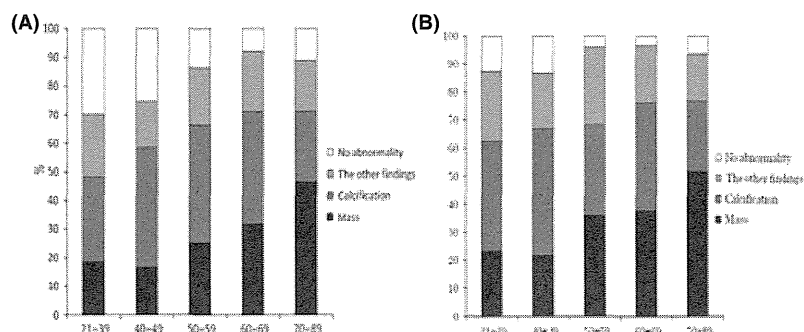 (A)
100
90
80
70
60
50
40
30
20
10
0
%
No abnormality
The other findings
Calcification
Mass
21-39
40-49
50-59
60-69
70-89
(B)
100
90
80
70
60
50
40
30
20
10
0
No abnormality
The other findings
Calcification
Mass